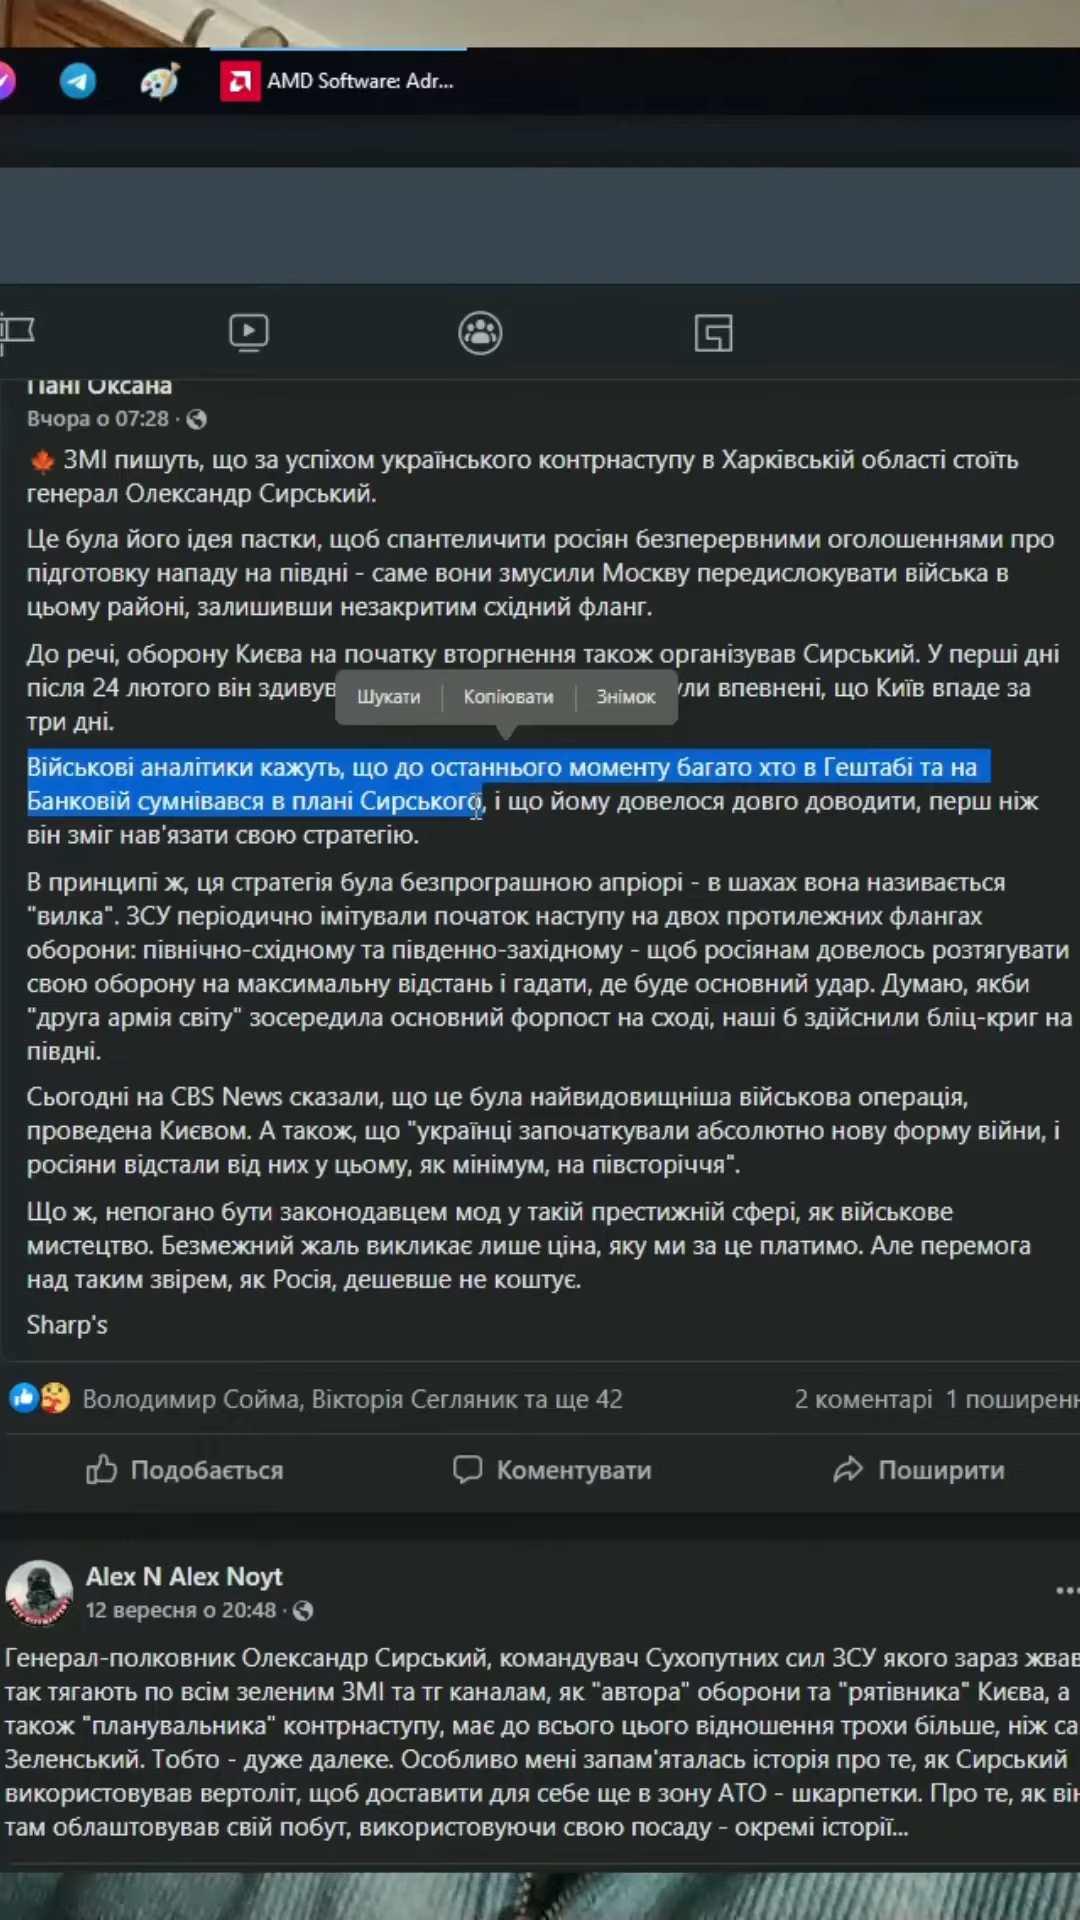 AMD Software: Adr...
Пані Оксана
Вчора о 07:28 ·
ЗМІ пишуть, що за успіхом українського контрнаступу в Харківській області стоїть
генерал Олександр Сирський.
Це була його ідея пастки, щоб спантеличити росіян безперервними оголошеннями про
підготовку нападу на півдні - саме вони змусили Москву передислокувати війська в
цьому районі, залишивши незакритим східний фланг.
До речі, оборону Києва на початку вторгнення також організував Сирський. У перші дні
після 24 лютого він впевнені, що Київ впаде за
Шукати
Копіювати
Знімок
три дні.
Військові аналітики кажуть, що до останнього моменту багато хто в Гештабі та на
Банковій сумнівався в плані Сирського, і що йому довелося довго доводити, перш ніж
він зміг нав'язати свою стратегію.
В принципі ж, ця стратегія була безпрограшною апріорі - в шахах вона називається
"вилка". ЗСУ періодично імітували початок наступу на двох протилежних флангах
оборони: північно-східному та південно-західному - щоб росіянам довелось розтягувати
свою оборону на максимальну відстань і гадати, де буде основний удар. Думаю, якби
"друга армія світу" зосередила основний форпост на сході, наші б здійснили бліц-криг на
півдні.
Сьогодні на CBS News сказали, що це була найвидовищніша військова операція,
проведена Києвом. А також, що "українці започаткували абсолютно нову форму війни, і
росіяни відстали від них у цьому, як мінімум, на півсторіччя".
Що ж, непогано бути законодавцем мод у такій престижній сфері, як військове
мистецтво. Безмежний жаль викликає лише ціна, яку ми за це платимо. Але перемога
над таким звірем, як Росія, дешевше не коштує.
Sharp's
Володимир Сойма, Вікторія Сегляник та ще 42
2 коментарі 1 поширенн
Подобається
Коментувати
Поширити
Alex N Alex Noyt
12 вересня о 20:48 ·
Генерал-полковник Олександр Сирський, командувач Сухопутних сил ЗСУ якого зараз жвав
так тягають по всім зеленим ЗМІ та тг каналам, як "автора" оборони та "рятівника" Києва, а
також "планувальника" контрнаступу, має до всього цього відношення трохи більше, ніж са
Зеленський. Тобто - дуже далеке. Особливо мені запам'яталась історія про те, як Сирський
використовував вертоліт, щоб доставити для себе ще в зону АТО - шкарпетки. Про те, як він
там облаштовував свій побут, використовуючи свою посаду - окремі історії...